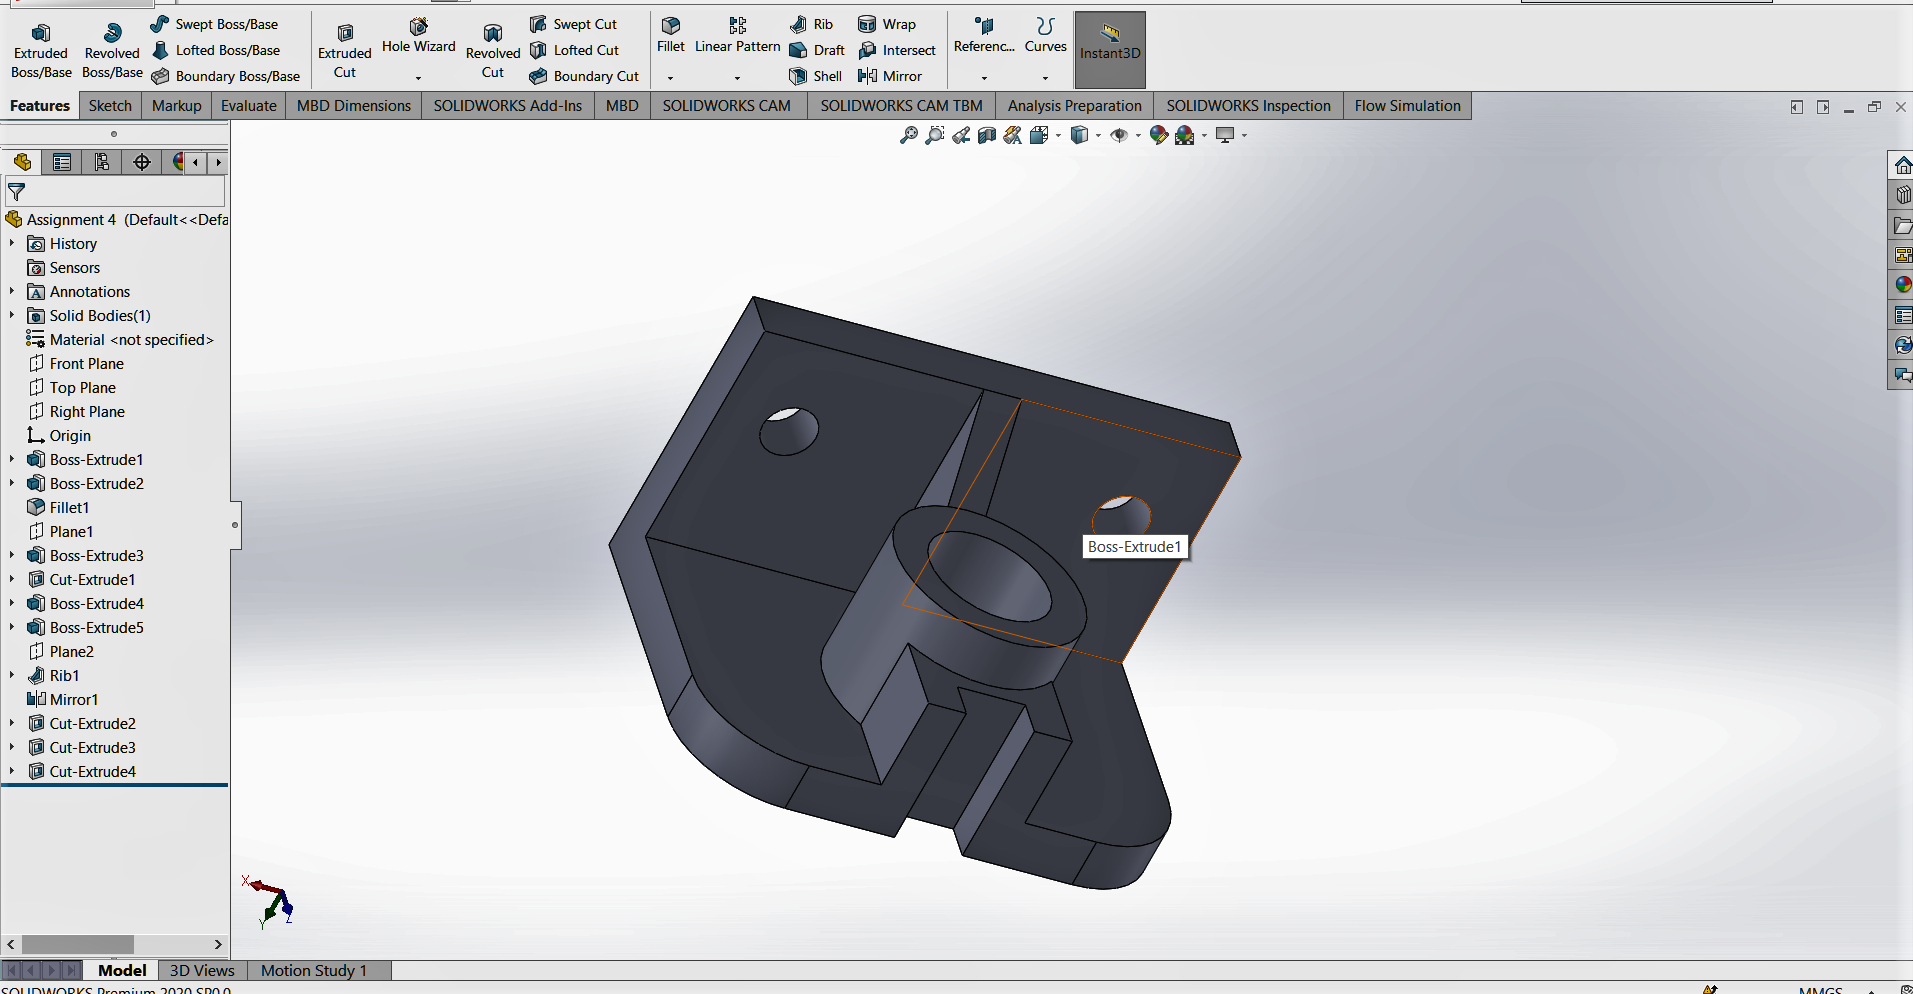 Extruded Boss/Base
Revolved Boss/Base
Swept Boss/Base
Lofted Boss/Base
Boundary Boss/Base
Extruded Cut
Hole Wizard
Revolved Cut
Swept Cut
Lofted Cut
Boundary Cut
Fillet
Linear Pattern
Rib
Draft
Shell
Wrap
Intersect
Mirror
Referenc...
Curves
Instant3D
Features
Sketch
Markup
Evaluate
MBD Dimensions
SOLIDWORKS Add-Ins
MBD
SOLIDWORKS CAM
SOLIDWORKS CAM TBM
Analysis Preparation
SOLIDWORKS Inspection
Flow Simulation
Assignment 4 (Default<<Defa
History
Sensors
Annotations
Solid Bodies(1)
Material <not specified>
Front Plane
Top Plane
Right Plane
Origin
Boss-Extrude1
Boss-Extrude2
Fillet1
Plane1
Boss-Extrude3
Cut-Extrude1
Boss-Extrude4
Boss-Extrude5
Plane2
Rib1
Mirror1
Cut-Extrude2
Cut-Extrude3
Cut-Extrude4
Boss-Extrude1
X
Y
Z
Model
3D Views
Motion Study 1
SOLIDWORKS Premium 2020 SP0.0
MMGS